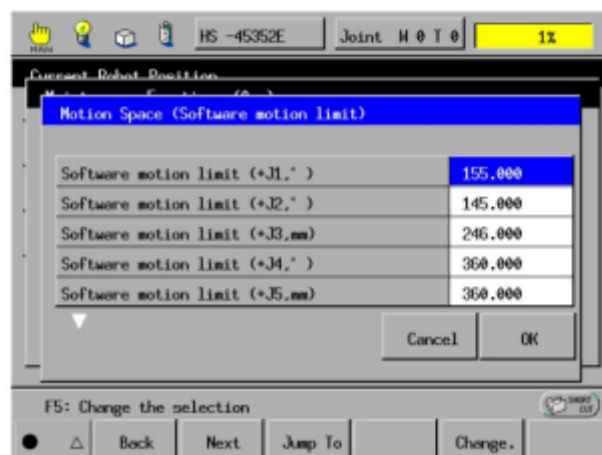 MAN HS -45352E Joint W 0 T 0 1%
Current Robot Position
Motion Space (Software motion limit)
Software motion limit (+J1,° ) 155.000
Software motion limit (+J2,° ) 145.000
Software motion limit (+J3,mm) 246.000
Software motion limit (+J4,° ) 360.000
Software motion limit (+J5,mm) 360.000
Cancel OK
F5: Change the selection SHORT CUT
Back Next Jump To Change.